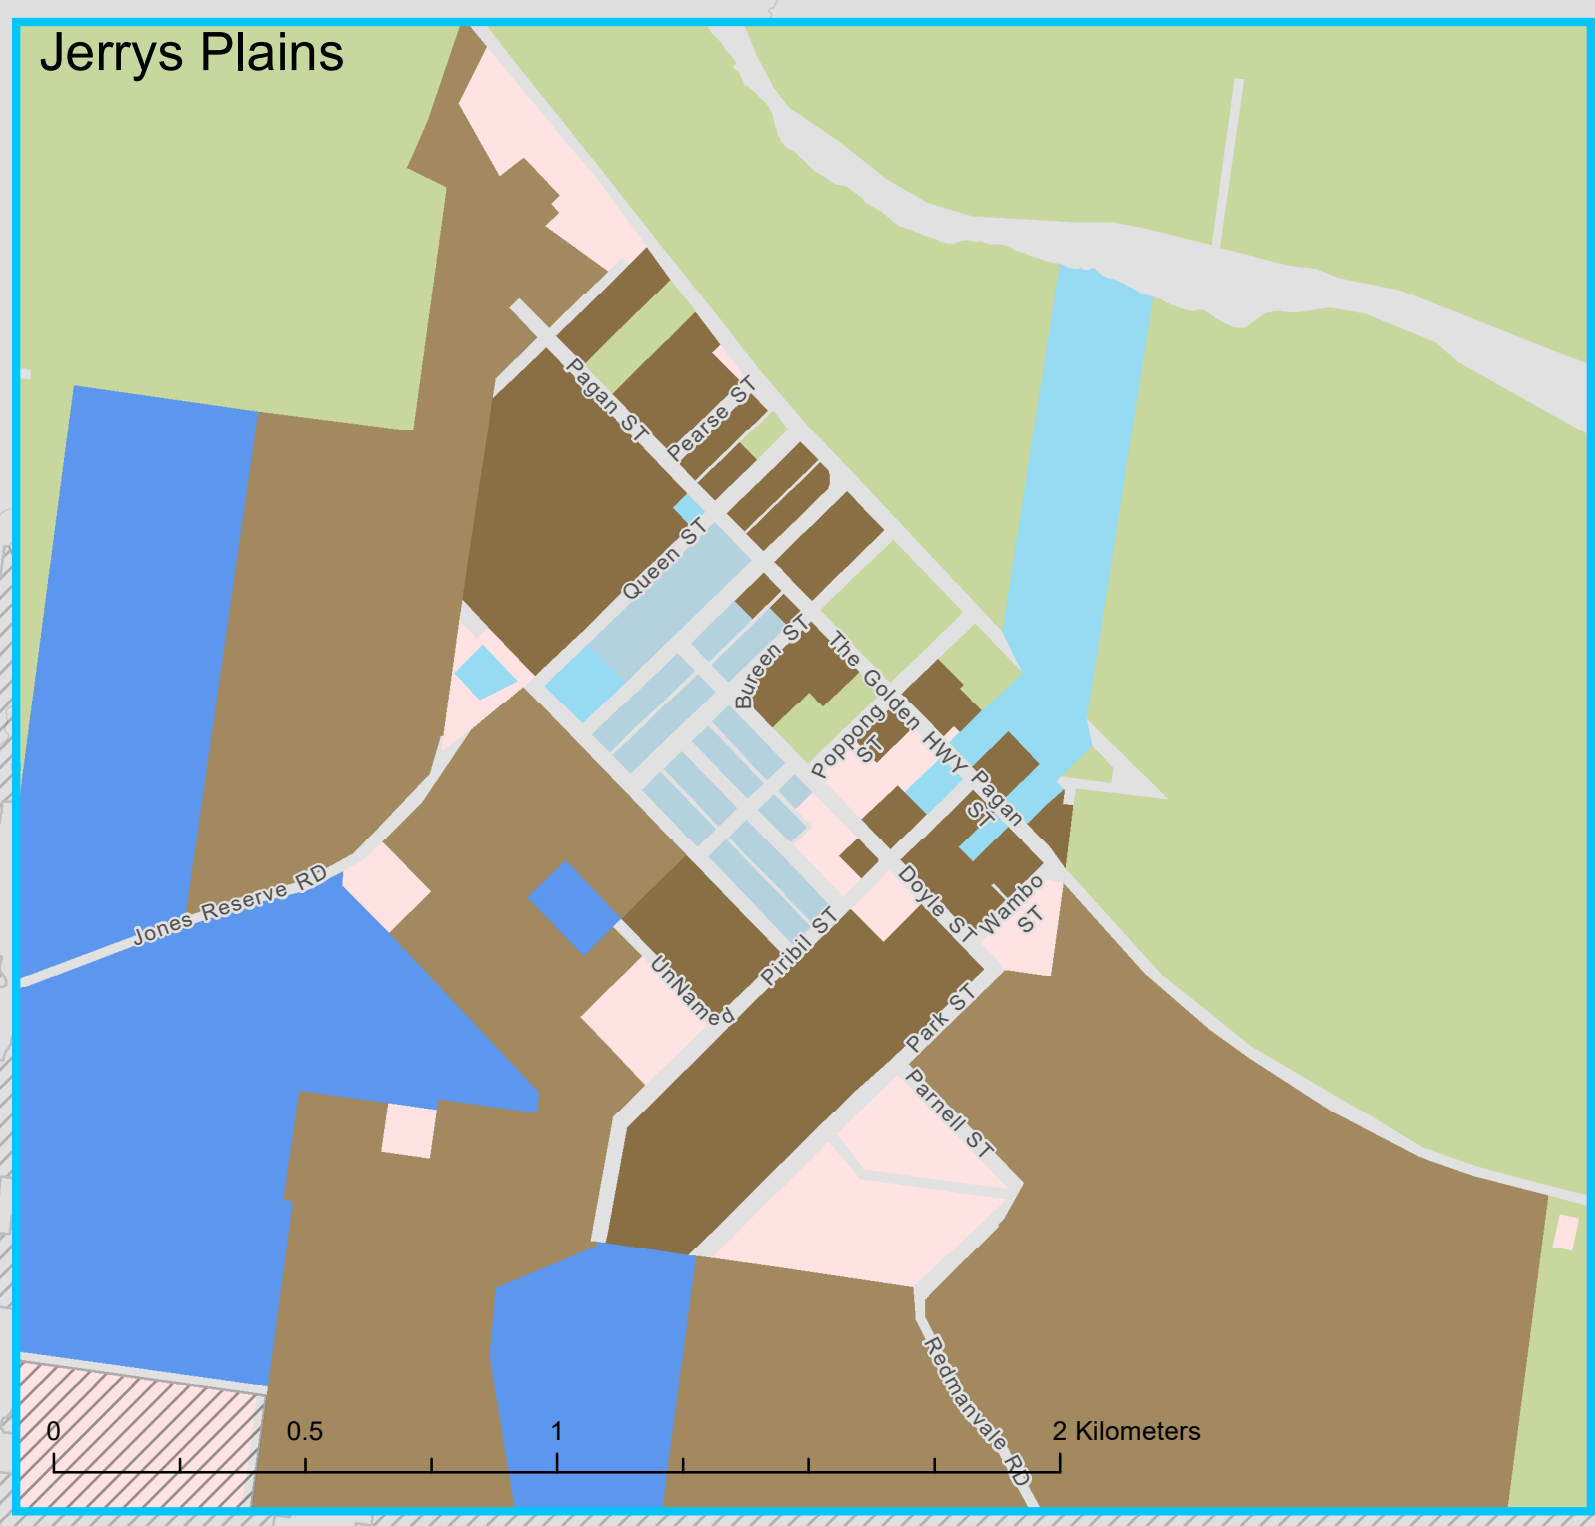 Jerrys Plains
Pagan ST
Pearse ST
Queen ST
Bureen ST
The Golden HWY
Poppong
ST
Pagan
ST
Jones Reserve RD
Doyle ST
Wambo
ST
Piribil ST
UnNamed
Park ST
Parnell ST
Redmanvale RD
0 0.5 1 2 Kilometers